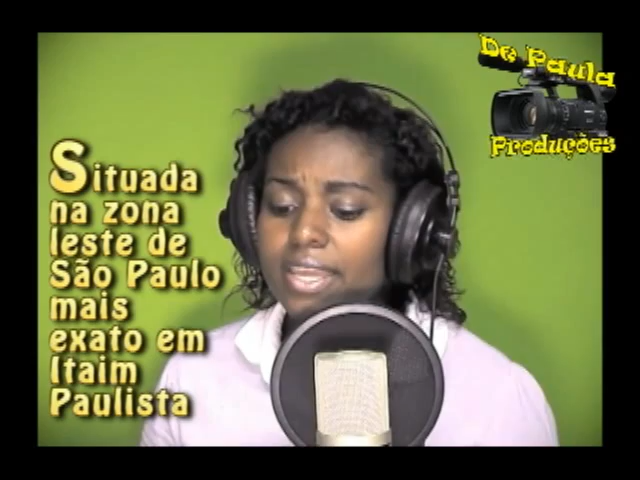 De Paula
Produções
Situada
na zona
leste de
São Paulo
mais
exato em
Itaim
Paulista